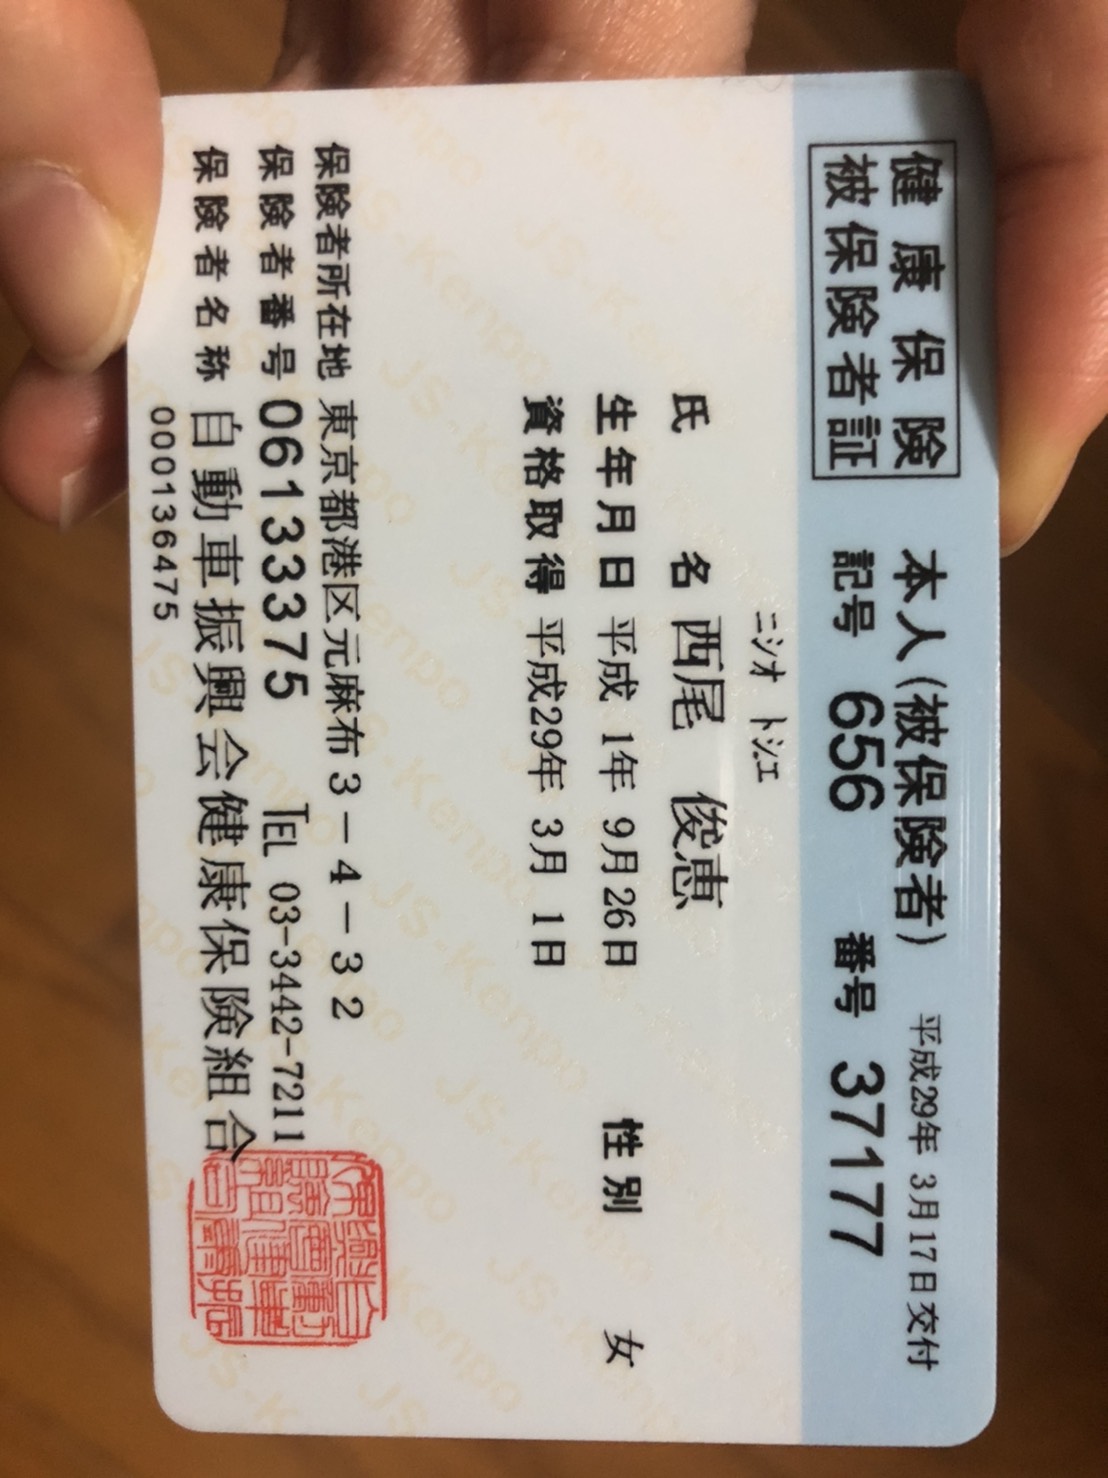 健康保険
被保険者証
本人(被保険者)
平成29年 3月17日交付
記号 656 番号 37177
ニシオ トシエ
氏 名 西尾 俊恵
生年月日 平成 1年 9月26日 性別 女
資格取得 平成29年 3月 1日
保険者所在地 東京都港区元麻布3-4-32
保険者番号 06133375 TEL 03-3442-7211
保険者名称 自動車振興会健康保険組合
000136475
JS-Kenpo